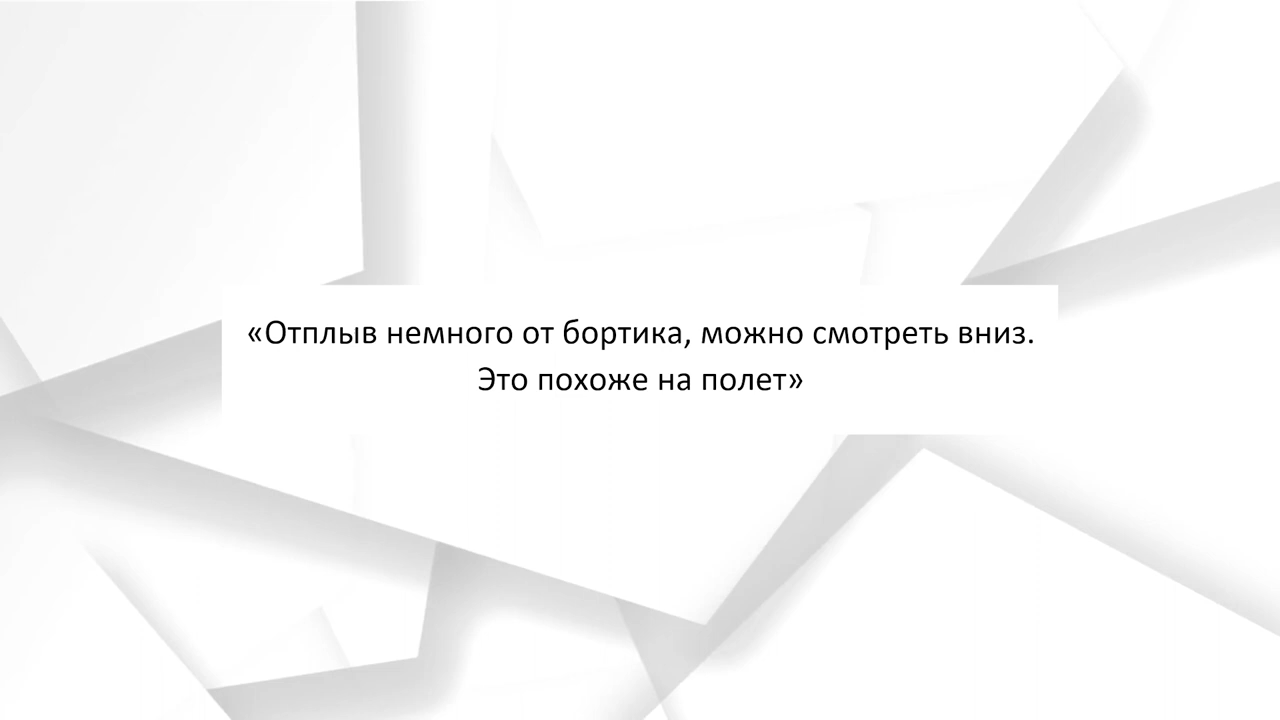 «Отплыв немного от бортика, можно смотреть вниз.
Это похоже на полет»